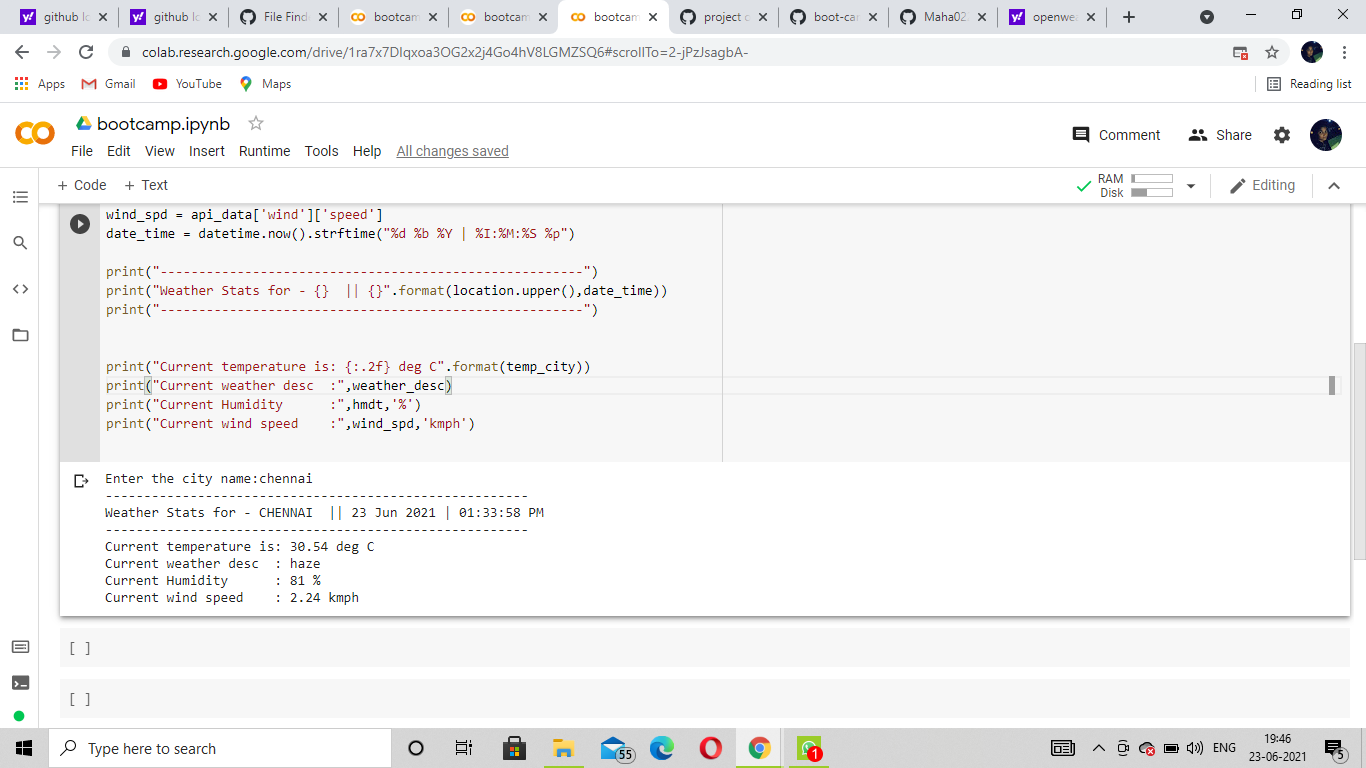 github Ic
github Ic
File Find
bootcam
bootcam
bootcam
project c
boot-cam
Maha02
openwea
colab.research.google.com/drive/1ra7x7DIqxoa3OG2x2j4Go4hV8LGMZSQ6#scrollTo=2-jPzJsagbA-
Apps Gmail YouTube Maps Reading list
bootcamp.ipynb
Comment Share
File Edit View Insert Runtime Tools Help All changes saved
+ Code + Text RAM Disk Editing
wind_spd = api_data['wind']['speed']
date_time = datetime.now().strftime("%d %b %Y | %I:%M:%S %p")
print("-------------------------------------------------------")
print("Weather Stats for - {}  || {}".format(location.upper(),date_time))
print("-------------------------------------------------------")
print("Current temperature is: {:.2f} deg C".format(temp_city))
print("Current weather desc  :",weather_desc)
print("Current Humidity      :",hmdt,'%')
print("Current wind speed    :",wind_spd,'kmph')
Enter the city name:chennai
-------------------------------------------------------
Weather Stats for - CHENNAI  || 23 Jun 2021 | 01:33:58 PM
-------------------------------------------------------
Current temperature is: 30.54 deg C
Current weather desc  : haze
Current Humidity      : 81 %
Current wind speed    : 2.24 kmph
[ ]
[ ]
Type here to search 55 1 ENG 19:46
23-06-2021 5